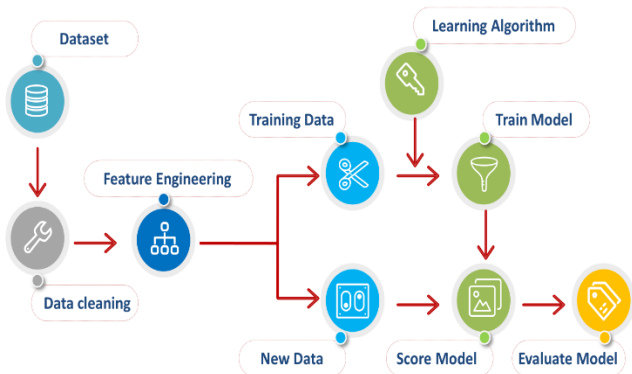 Learning Algorithm
Dataset
Training Data
Train Model
Feature Engineering
Data cleaning
New Data
Score Model
Evaluate Model